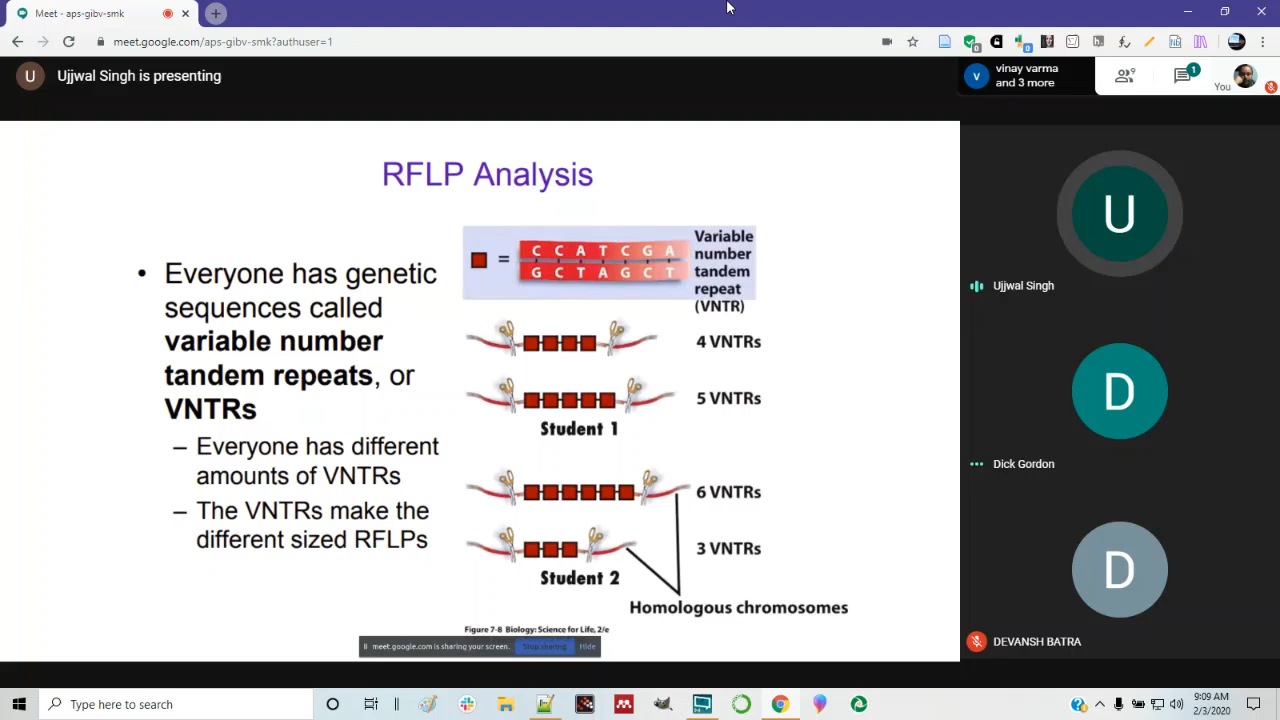 Meet - aps-gibv-smk
meet.google.com/aps-gibv-smk?authuser=1
U
Ujjwal Singh is presenting
v
vinay varma
and 3 more
9
1
You
RFLP Analysis
• Everyone has genetic
sequences called
variable number
tandem repeats, or
VNTRs
– Everyone has different
amounts of VNTRs
– The VNTRs make the
different sized RFLPs
=
C C A T C G A
G C T A G C T
Variable
number
tandem
repeat
(VNTR)
4 VNTRs
5 VNTRs
Student 1
6 VNTRs
3 VNTRs
Student 2
Homologous chromosomes
Figure 7-8 Biology: Science for Life, 2/e
meet.google.com is sharing your screen.
Stop sharing
Hide
U
Ujjwal Singh
D
Dick Gordon
D
DEVANSH BATRA
Type here to search
9:09 AM
2/3/2020